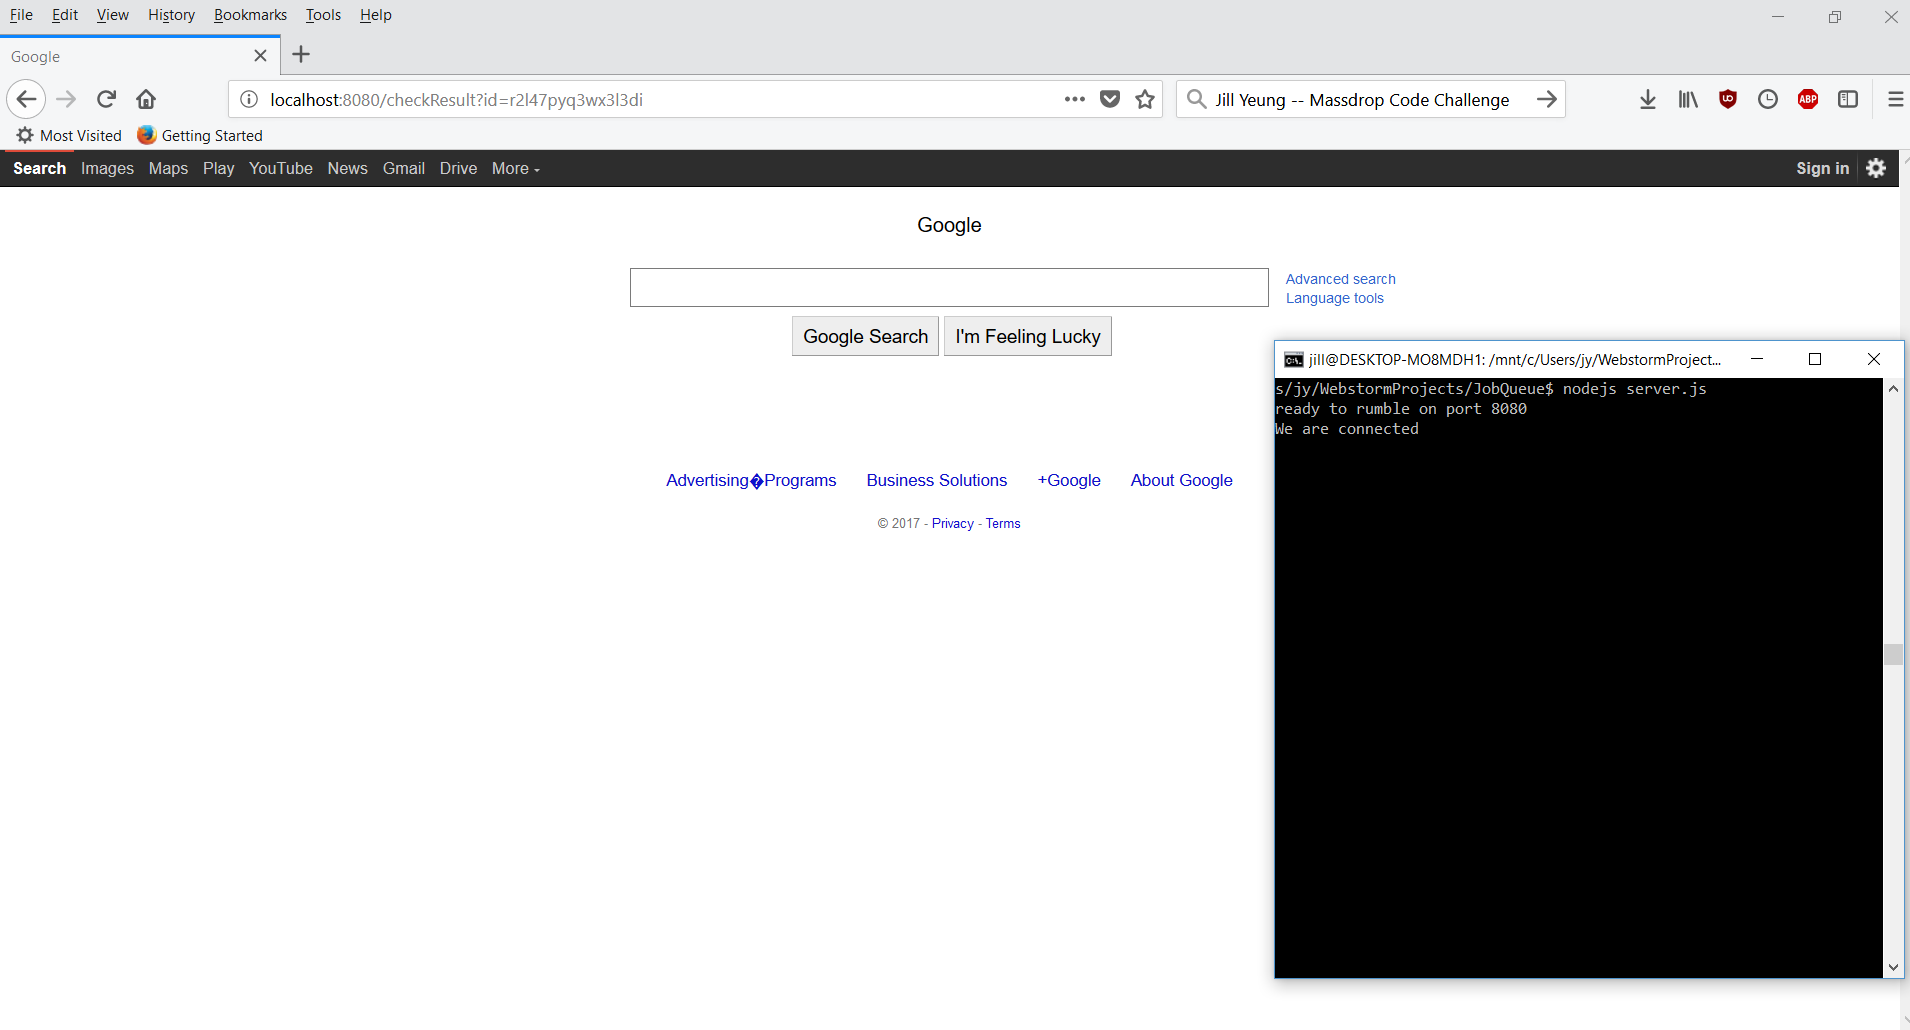 File Edit View History Bookmarks Tools Help
Google
localhost:8080/checkResult?id=r2l47pyq3wx3l3di
Jill Yeung -- Massdrop Code Challenge
ABP
Most Visited Getting Started
Search Images Maps Play YouTube News Gmail Drive More
Sign in
Google
Advanced search
Language tools
Google Search I'm Feeling Lucky
Advertising�Programs Business Solutions +Google About Google
© 2017 - Privacy - Terms
jill@DESKTOP-MO8MDH1: /mnt/c/Users/jy/WebstormProject...
s/jy/WebstormProjects/JobQueue$ nodejs server.js
ready to rumble on port 8080
We are connected